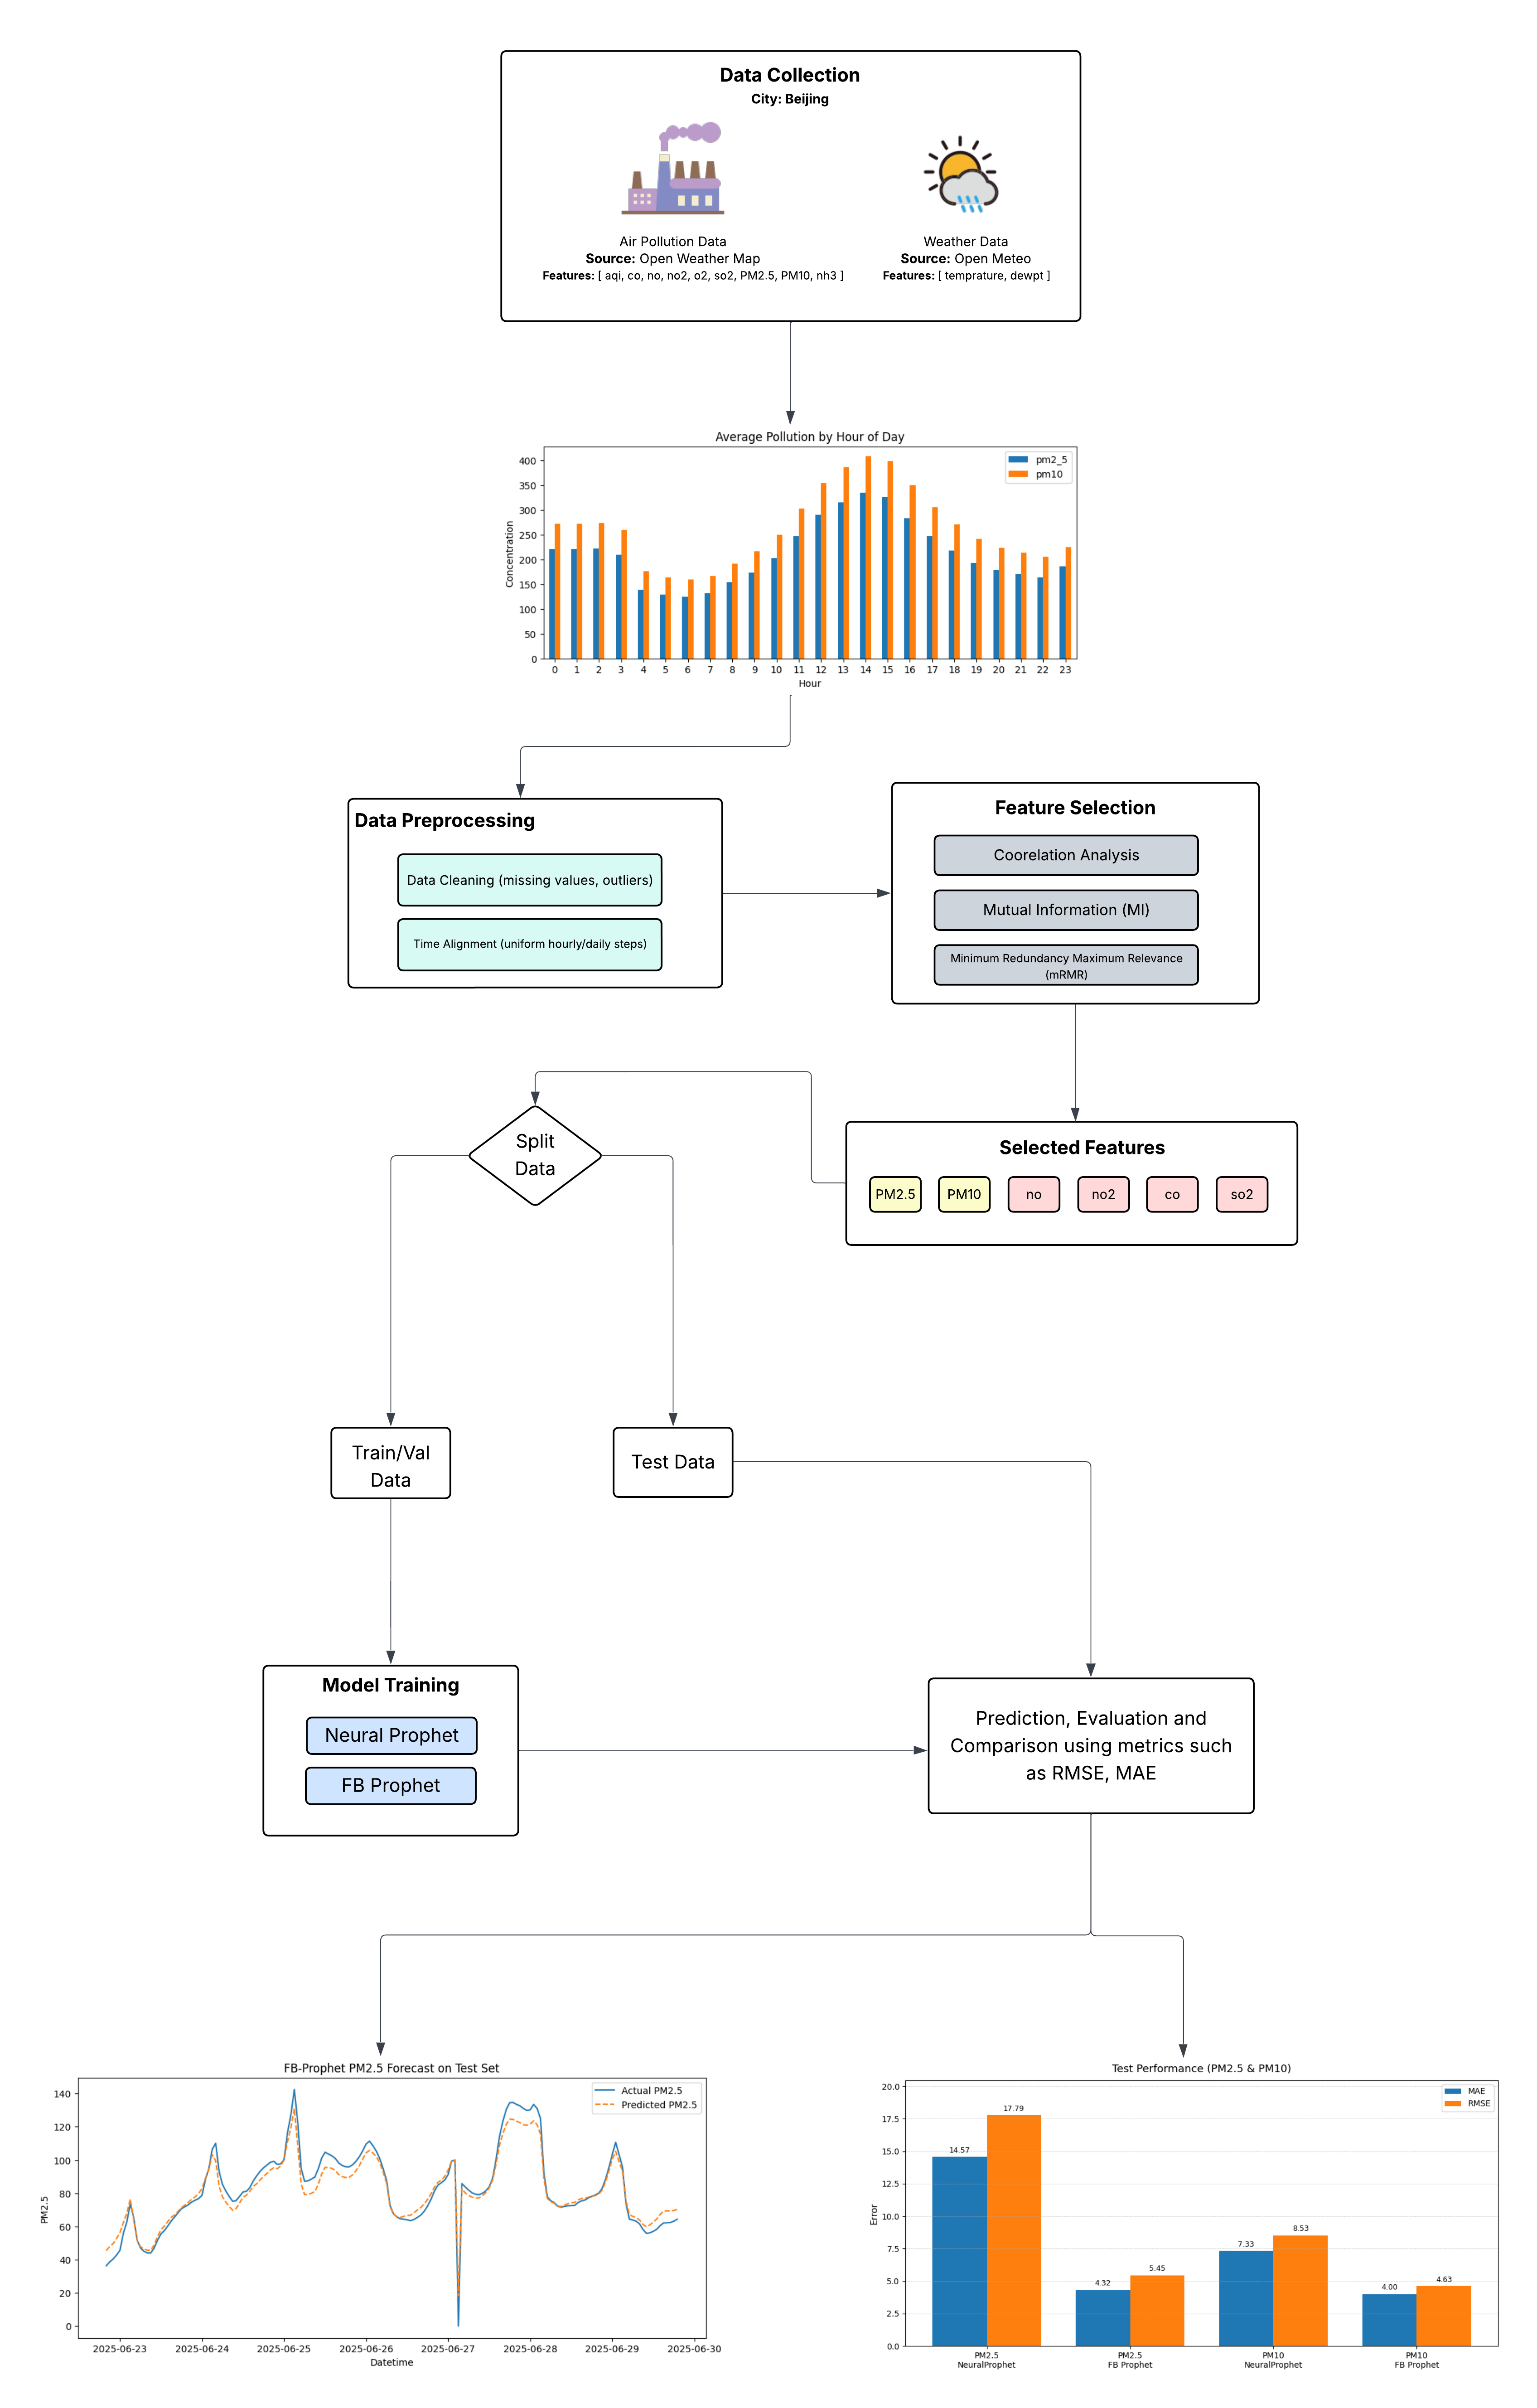 Data Collection
City: Beijing
Air Pollution Data
Source: Open Weather Map
Features: [ aqi, co, no, no2, o2, so2, PM2.5, PM10, nh3 ]
Weather Data
Source: Open Meteo
Features: [ temprature, dewpt ]
Average Pollution by Hour of Day
pm2_5
pm10
Concentration
400
350
300
250
200
150
100
50
0
0 1 2 3 4 5 6 7 8 9 10 11 12 13 14 15 16 17 18 19 20 21 22 23
Hour
Data Preprocessing
Data Cleaning (missing values, outliers)
Time Alignment (uniform hourly/daily steps)
Feature Selection
Coorelation Analysis
Mutual Information (MI)
Minimum Redundancy Maximum Relevance
(mRMR)
Selected Features
PM2.5 PM10 no no2 co so2
Split
Data
Train/Val
Data
Test Data
Model Training
Neural Prophet
FB Prophet
Prediction, Evaluation and
Comparison using metrics such
as RMSE, MAE
FB-Prophet PM2.5 Forecast on Test Set
Actual PM2.5
Predicted PM2.5
PM2.5
140
120
100
80
60
40
20
0
2025-06-23 2025-06-24 2025-06-25 2025-06-26 2025-06-27 2025-06-28 2025-06-29 2025-06-30
Datetime
Test Performance (PM2.5 & PM10)
MAE
RMSE
Error
20.0
17.5
15.0
12.5
10.0
7.5
5.0
2.5
0.0
14.57
17.79
4.32
5.45
7.33
8.53
4.00
4.63
PM2.5
NeuralProphet
PM2.5
FB Prophet
PM10
NeuralProphet
PM10
FB Prophet